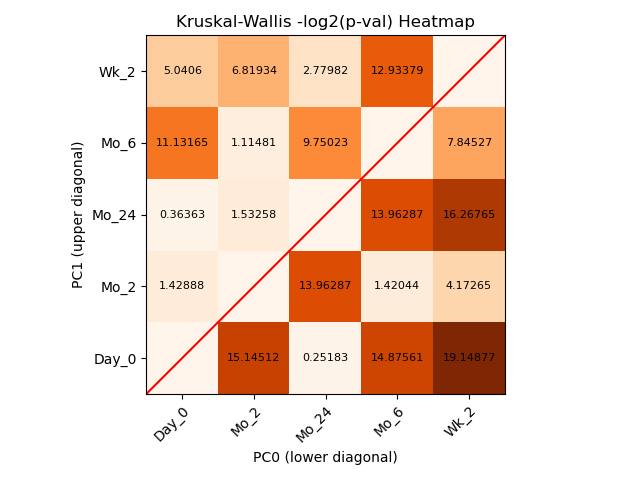 Kruskal-Wallis -log2(p-val) Heatmap
PC1 (upper diagonal)
Wk_2
5.0406 6.81934 2.77982 12.93379
Mo_6
11.13165 1.11481 9.75023 7.84527
Mo_24
0.36363 1.53258 13.96287 16.26765
Mo_2
1.42888 13.96287 1.42044 4.17265
Day_0
15.14512 0.25183 14.87561 19.14877
Day_0 Mo_2 Mo_24 Mo_6 Wk_2
PC0 (lower diagonal)